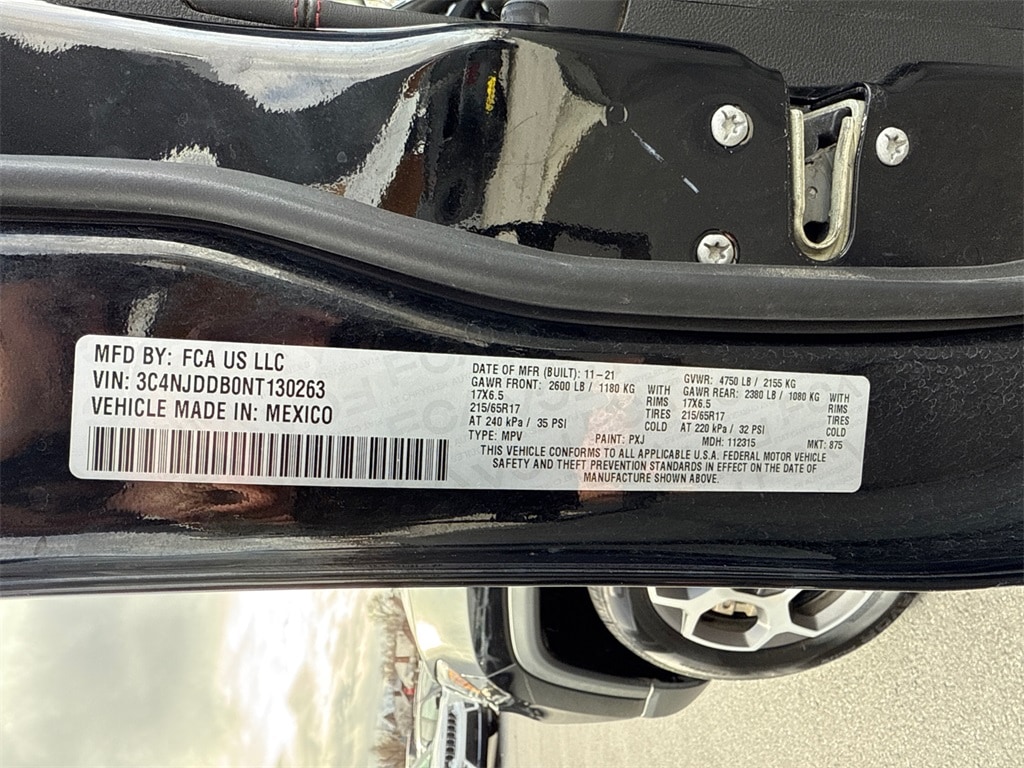 MFD BY: FCA US LLC
VIN: 3C4NJDDB0NT130263
VEHICLE MADE IN: MEXICO
DATE OF MFR (BUILT): 11-21
GAWR FRONT: 2600 LB / 1180 KG WITH
17X6.5 RIMS
215/65R17 TIRES
AT 240 kPa / 35 PSI COLD
GVWR: 4750 LB / 2155 KG
GAWR REAR: 2380 LB / 1080 KG WITH
17X6.5 RIMS
215/65R17 TIRES
AT 220 kPa / 32 PSI COLD
TYPE: MPV PAINT: PXJ MDH: 112315 MKT: 875
THIS VEHICLE CONFORMS TO ALL APPLICABLE U.S.A. FEDERAL MOTOR VEHICLE
SAFETY AND THEFT PREVENTION STANDARDS IN EFFECT ON THE DATE OF
MANUFACTURE SHOWN ABOVE.